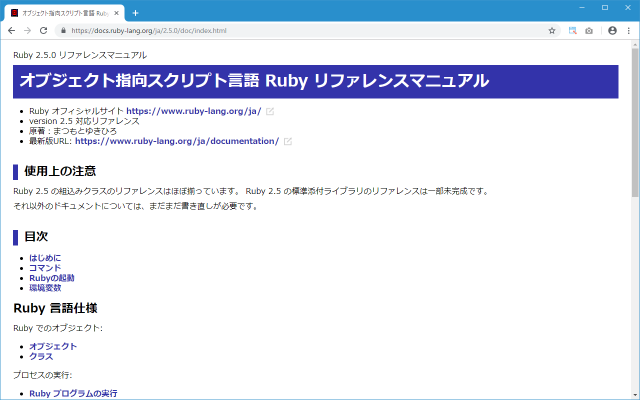 オブジェクト指向スクリプト言語 Ruby
https://docs.ruby-lang.org/ja/2.5.0/doc/index.html
Ruby 2.5.0 リファレンスマニュアル
オブジェクト指向スクリプト言語 Ruby リファレンスマニュアル
Ruby オフィシャルサイト https://www.ruby-lang.org/ja/
version 2.5 対応リファレンス
原著：まつもとゆきひろ
最新版URL: https://www.ruby-lang.org/ja/documentation/
使用上の注意
Ruby 2.5 の組込みクラスのリファレンスはほぼ揃っています。 Ruby 2.5 の標準添付ライブラリのリファレンスは一部未完成です。
それ以外のドキュメントについては、まだまだ書き直しが必要です。
目次
はじめに
コマンド
Rubyの起動
環境変数
Ruby 言語仕様
Ruby でのオブジェクト:
オブジェクト
クラス
プロセスの実行:
Ruby プログラムの実行